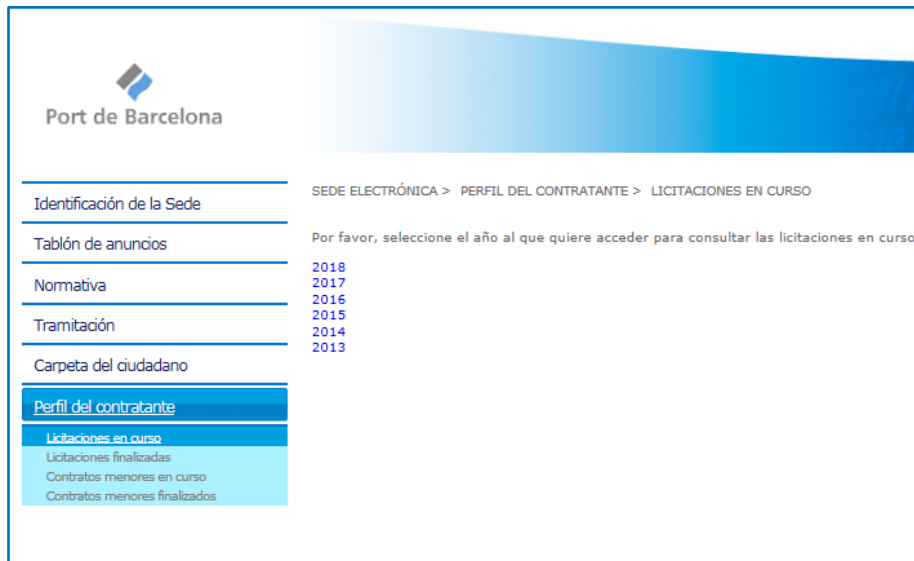 Port de Barcelona
Identificación de la Sede
Tablón de anuncios
Normativa
Tramitación
Carpeta del ciudadano
Perfil del contratante
Licitaciones en curso
Licitaciones finalizadas
Contratos menores en curso
Contratos menores finalizados
SEDE ELECTRÓNICA > PERFIL DEL CONTRATANTE > LICITACIONES EN CURSO
Por favor, seleccione el año al que quiere acceder para consultar las licitaciones en curso
2018
2017
2016
2015
2014
2013